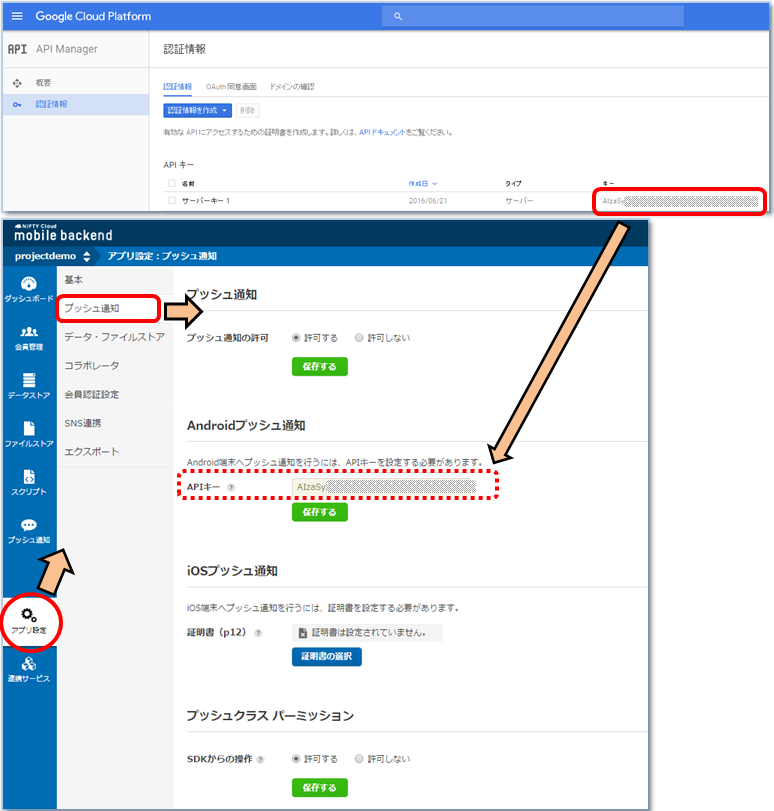 Google Cloud Platform
API API Manager
認証情報
概要
認証情報
認証情報 OAuth 同意画面 ドメインの確認
認証情報を作成 削除
有効な API にアクセスするための証明書を作成します。詳しくは、API ドキュメントをご覧ください。
API キー
名前 作成日 タイプ キー
サーバーキー 1 2016/06/21 サーバー AIzaSy
NIFTY Cloud
mobile backend
projectdemo アプリ設定：プッシュ通知
ダッシュボード
会員管理
データストア
ファイルストア
スクリプト
プッシュ通知
アプリ設定
連携サービス
基本
プッシュ通知
データ・ファイルストア
コラボレータ
会員認証設定
SNS連携
エクスポート
プッシュ通知
プッシュ通知の許可 許可する 許可しない
保存する
Androidプッシュ通知
Android端末へプッシュ通知を行うには、APIキーを設定する必要があります。
APIキー ? AIzaSy
保存する
iOSプッシュ通知
iOS端末へプッシュ通知を行うには、証明書を設定する必要があります。
証明書（p12） ? 証明書は設定されていません。
証明書の選択
プッシュクラス パーミッション
SDKからの操作 ? 許可する 許可しない
保存する